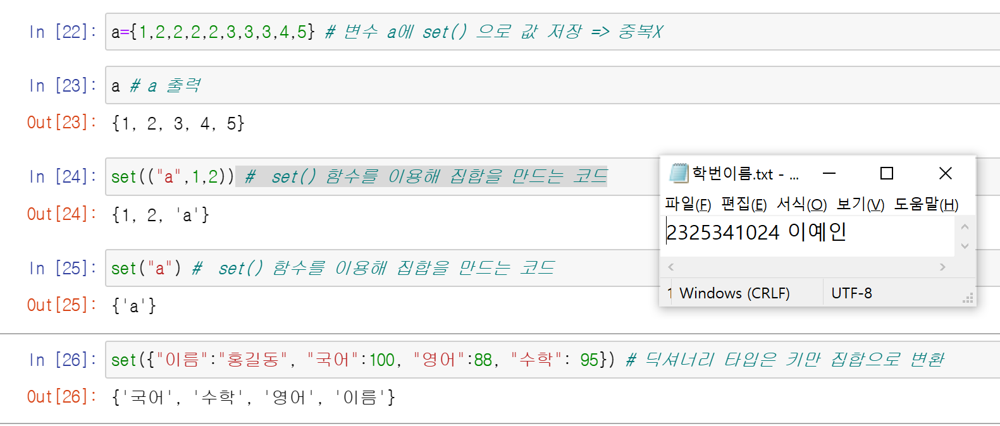 In [22]: a={1,2,2,2,2,3,3,3,4,5} # 변수 a에 set() 으로 값 저장 => 중복X
In [23]: a # a 출력
Out[23]: {1, 2, 3, 4, 5}
In [24]: set(("a",1,2)) # set() 함수를 이용해 집합을 만드는 코드
Out[24]: {1, 2, 'a'}
In [25]: set("a") # set() 함수를 이용해 집합을 만드는 코드
Out[25]: {'a'}
In [26]: set({"이름":"홍길동", "국어":100, "영어":88, "수학": 95}) # 딕셔너리 타입은 키만 집합으로 변환
Out[26]: {'국어', '수학', '영어', '이름'}
학번이름.txt - ...
파일(F) 편집(E) 서식(O) 보기(V) 도움말(H)
2325341024 이예인
1 Windows (CRLF) UTF-8